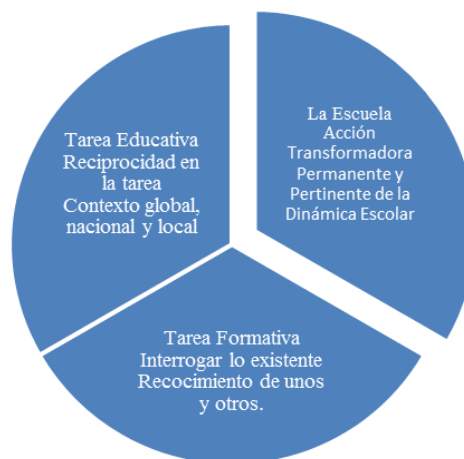 Tarea Educativa
Reciprocidad en
la tarea
Contexto global,
nacional y local
La Escuela
Acción
Transformadora
Permanente y
Pertinente de la
Dinámica Escolar
Tarea Formativa
Interrogar lo existente
Recocimiento de unos
y otros.